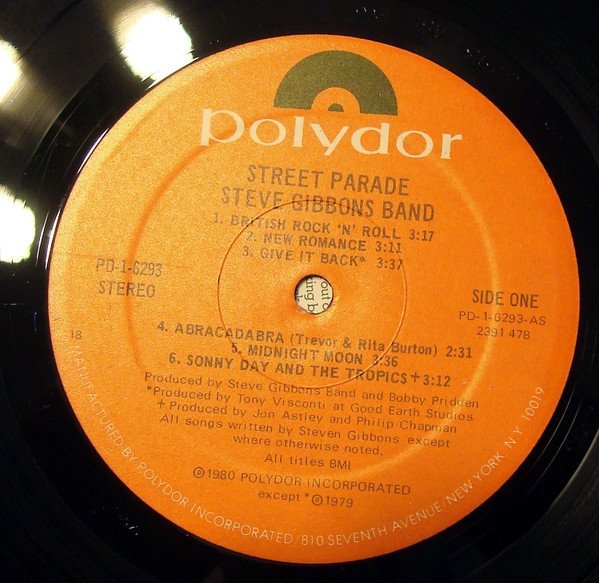 polydor
STREET PARADE
STEVE GIBBONS BAND
1. BRITISH ROCK 'N' ROLL 3:17
2. NEW ROMANCE 3:11
3. GIVE IT BACK* 3:37
PD-1-6293
STEREO
SIDE ONE
PD-1-6293-AS
2391 478
18
4. ABRACADABRA (Trevor & Rita Burton) 2:31
5. MIDNIGHT MOON 3:36
6. SONNY DAY AND THE TROPICS + 3:12
Produced by Steve Gibbons Band and Bobby Pridden
*Produced by Tony Visconti at Good Earth Studios
+ Produced by Jon Astley and Philip Chapman
All songs written by Steven Gibbons except
where otherwise noted.
All titles BMI
℗1980 POLYDOR INCORPORATED
except *℗1979
MANUFACTURED BY POLYDOR INCORPORATED 810 SEVENTH AVENUE, NEW YORK N.Y. 10019